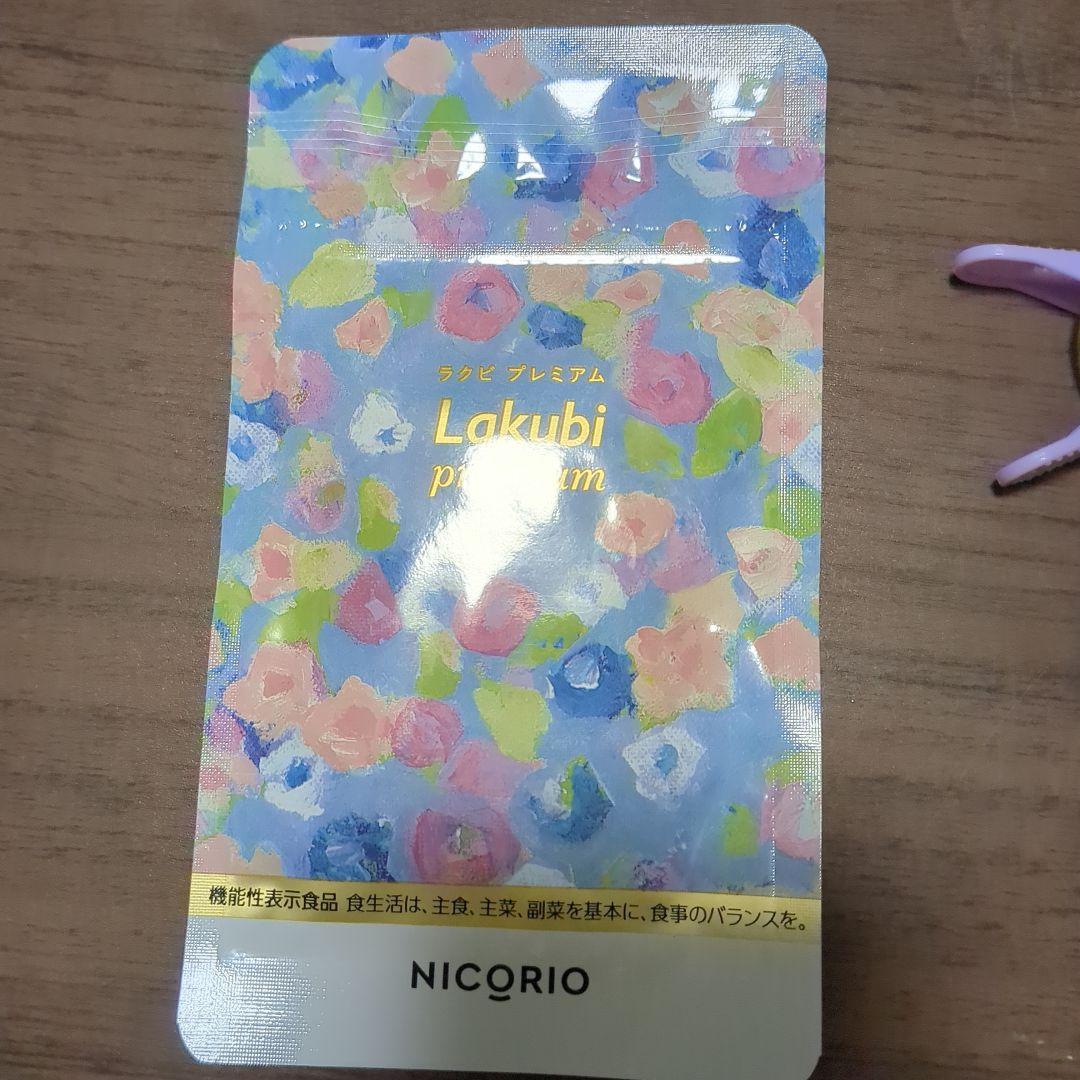 ラクビ プレミアム
Lakubi
機能性表示食品 食生活は、主食、主菜、副菜を基本に、食事のバランスを。
NICORIO